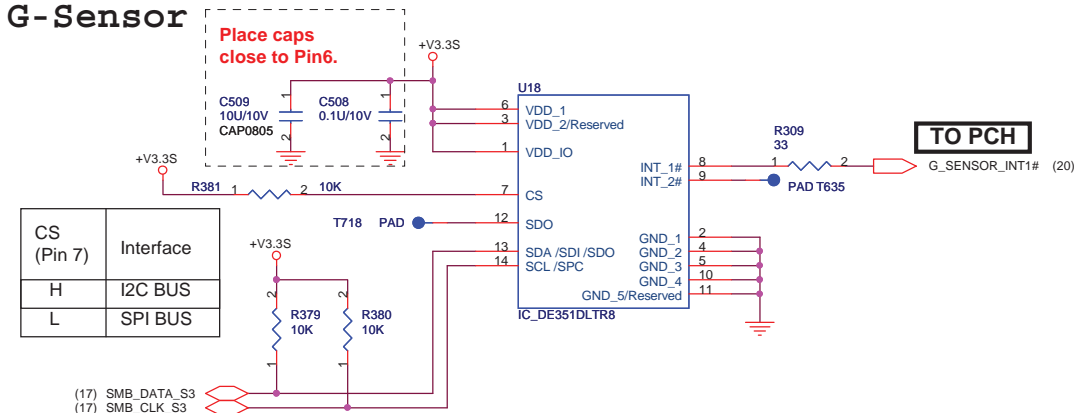 G-Sensor
Place caps
close to Pin6.
+V3.3S
C509
10U/10V
CAP0805
1
2
C508
0.1U/10V
1
2
U18
6 VDD_1
3 VDD_2/Reserved
1 VDD_IO
7 CS
12 SDO
13 SDA /SDI /SDO
14 SCL /SPC
INT_1# 8
INT_2# 9
GND_1 2
GND_2 4
GND_3 5
GND_4 10
GND_5/Reserved 11
IC_DE351DLTR8
R309
33
1 2
TO PCH
G_SENSOR_INT1# (20)
PAD T635
+V3.3S
R381 1 2 10K
T718 PAD
CS
(Pin 7) Interface
H I2C BUS
L SPI BUS
+V3.3S
2
R379
10K
1
2
R380
10K
1
(17) SMB_DATA_S3
(17) SMB_CLK_S3